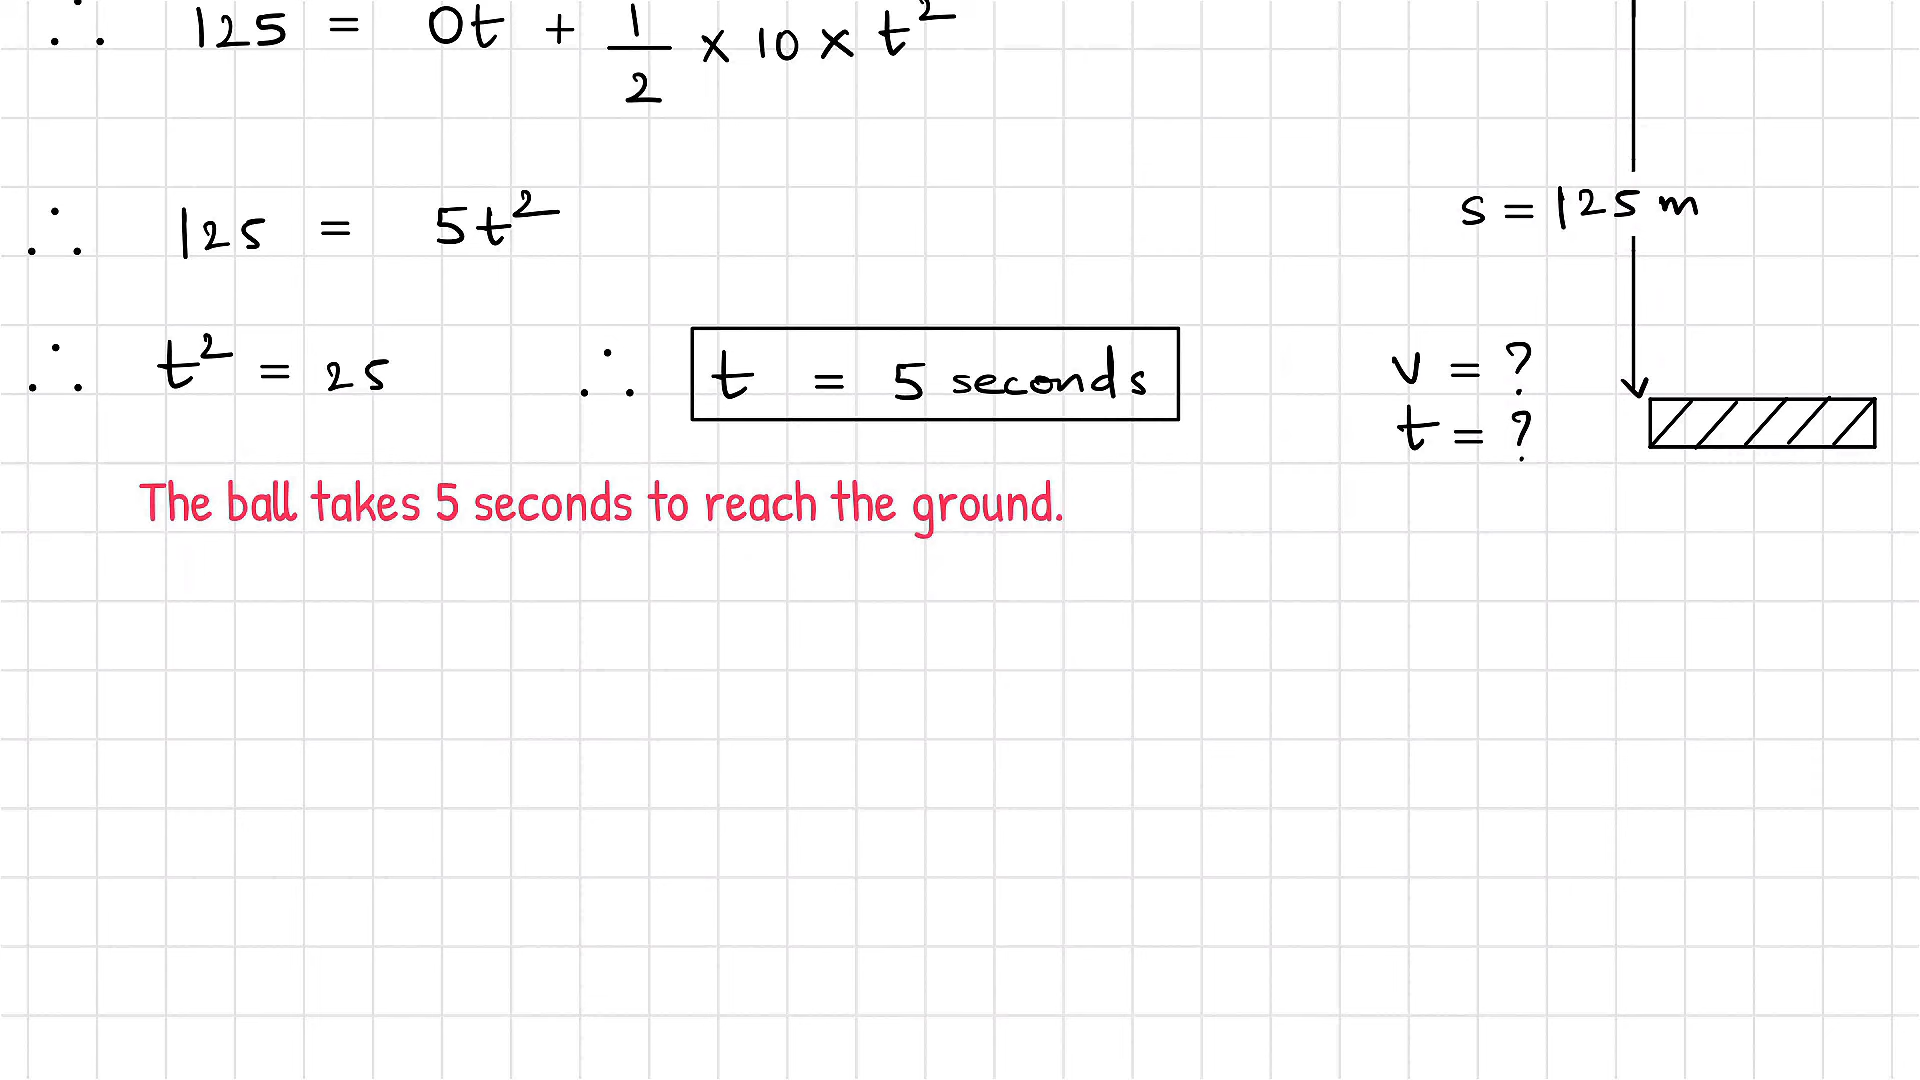 ∴ 125 = 0t + 1/2 × 10 × t²
∴ 125 = 5t²
∴ t² = 25 ∴ t = 5 seconds
The ball takes 5 seconds to reach the ground.
s = 125 m
v = ?
t = ?